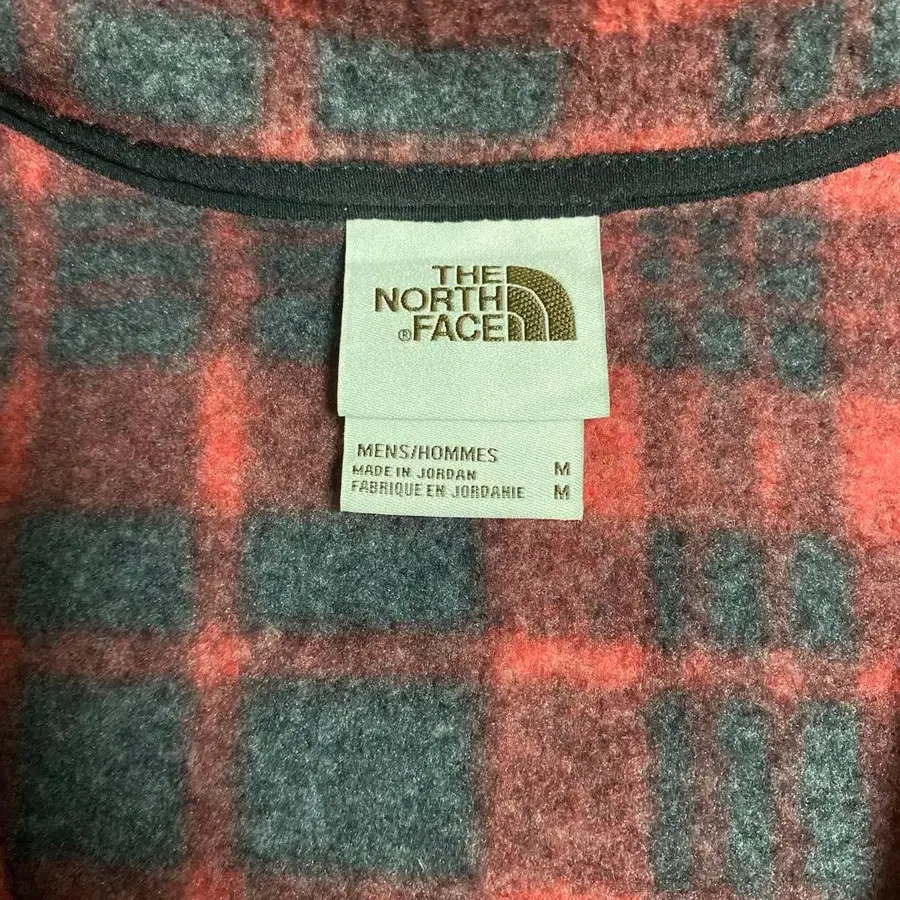 THE
NORTH
®FACE
MENS/HOMMES
MADE IN JORDAN M
FABRIQUE EN JORDANIE M